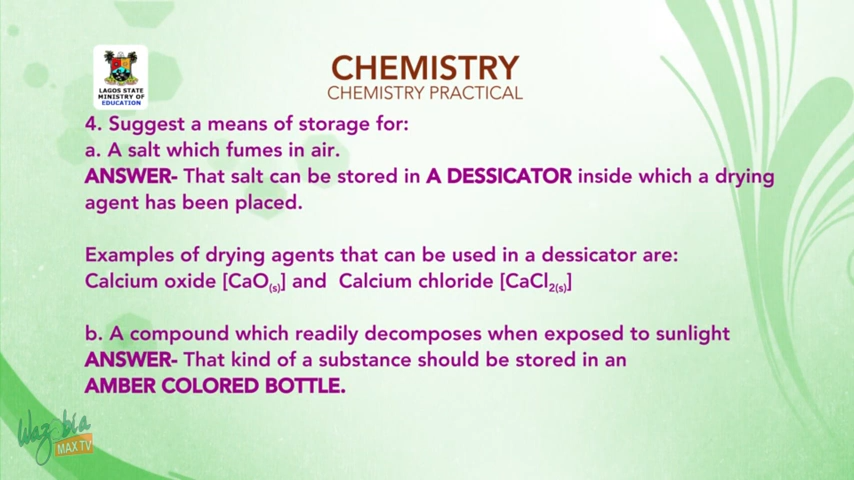 LAGOS STATE
MINISTRY OF
EDUCATION
CHEMISTRY
CHEMISTRY PRACTICAL
4. Suggest a means of storage for:
a. A salt which fumes in air.
ANSWER- That salt can be stored in A DESSICATOR inside which a drying
agent has been placed.
Examples of drying agents that can be used in a dessicator are:
Calcium oxide [CaO(s)] and Calcium chloride [CaCl2(s)]
b. A compound which readily decomposes when exposed to sunlight
ANSWER- That kind of a substance should be stored in an
AMBER COLORED BOTTLE.
Wazobia
MAX TV